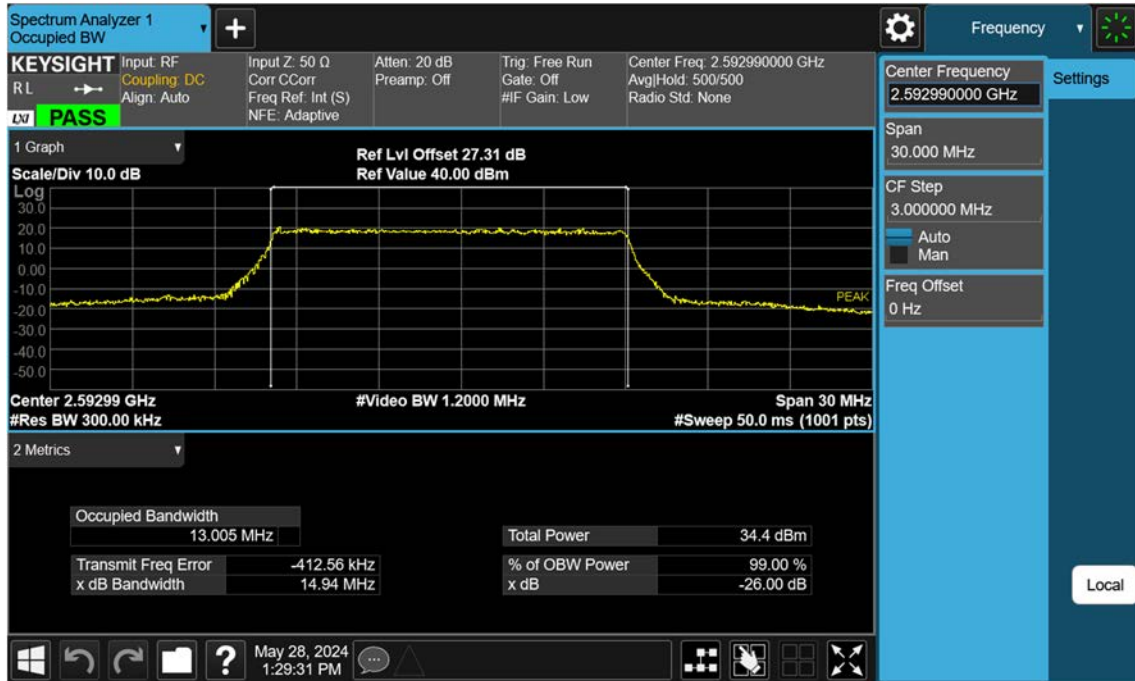 Spectrum Analyzer 1
Occupied BW
Frequency
KEYSIGHT
R L
LXI
PASS
Input: RF
Coupling: DC
Align: Auto
Input Z: 50 Ω
Corr CCorr
Freq Ref: Int (S)
NFE: Adaptive
Atten: 20 dB
Preamp: Off
Trig: Free Run
Gate: Off
#IF Gain: Low
Center Freq: 2.592990000 GHz
Avg|Hold: 500/500
Radio Std: None
Center Frequency
2.592990000 GHz
Settings
Span
30.000 MHz
CF Step
3.000000 MHz
Auto
Man
Freq Offset
0 Hz
Local
1 Graph
Scale/Div 10.0 dB
Ref Lvl Offset 27.31 dB
Ref Value 40.00 dBm
Log
30.0
20.0
10.0
0.00
-10.0
-20.0
-30.0
-40.0
-50.0
PEAK
Center 2.59299 GHz
#Video BW 1.2000 MHz
Span 30 MHz
#Res BW 300.00 kHz
#Sweep 50.0 ms (1001 pts)
2 Metrics
Occupied Bandwidth
13.005 MHz
Total Power 34.4 dBm
Transmit Freq Error -412.56 kHz
% of OBW Power 99.00 %
x dB Bandwidth 14.94 MHz
x dB -26.00 dB
?
May 28, 2024
1:29:31 PM